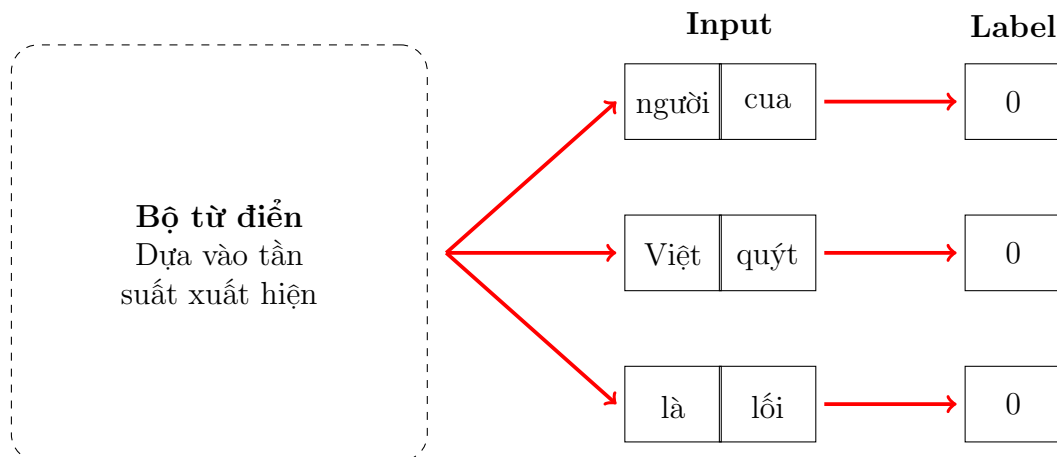 Input Label
người cua 0
Bộ từ điển
Dựa vào tần
suất xuất hiện
Việt quýt 0
là lối 0